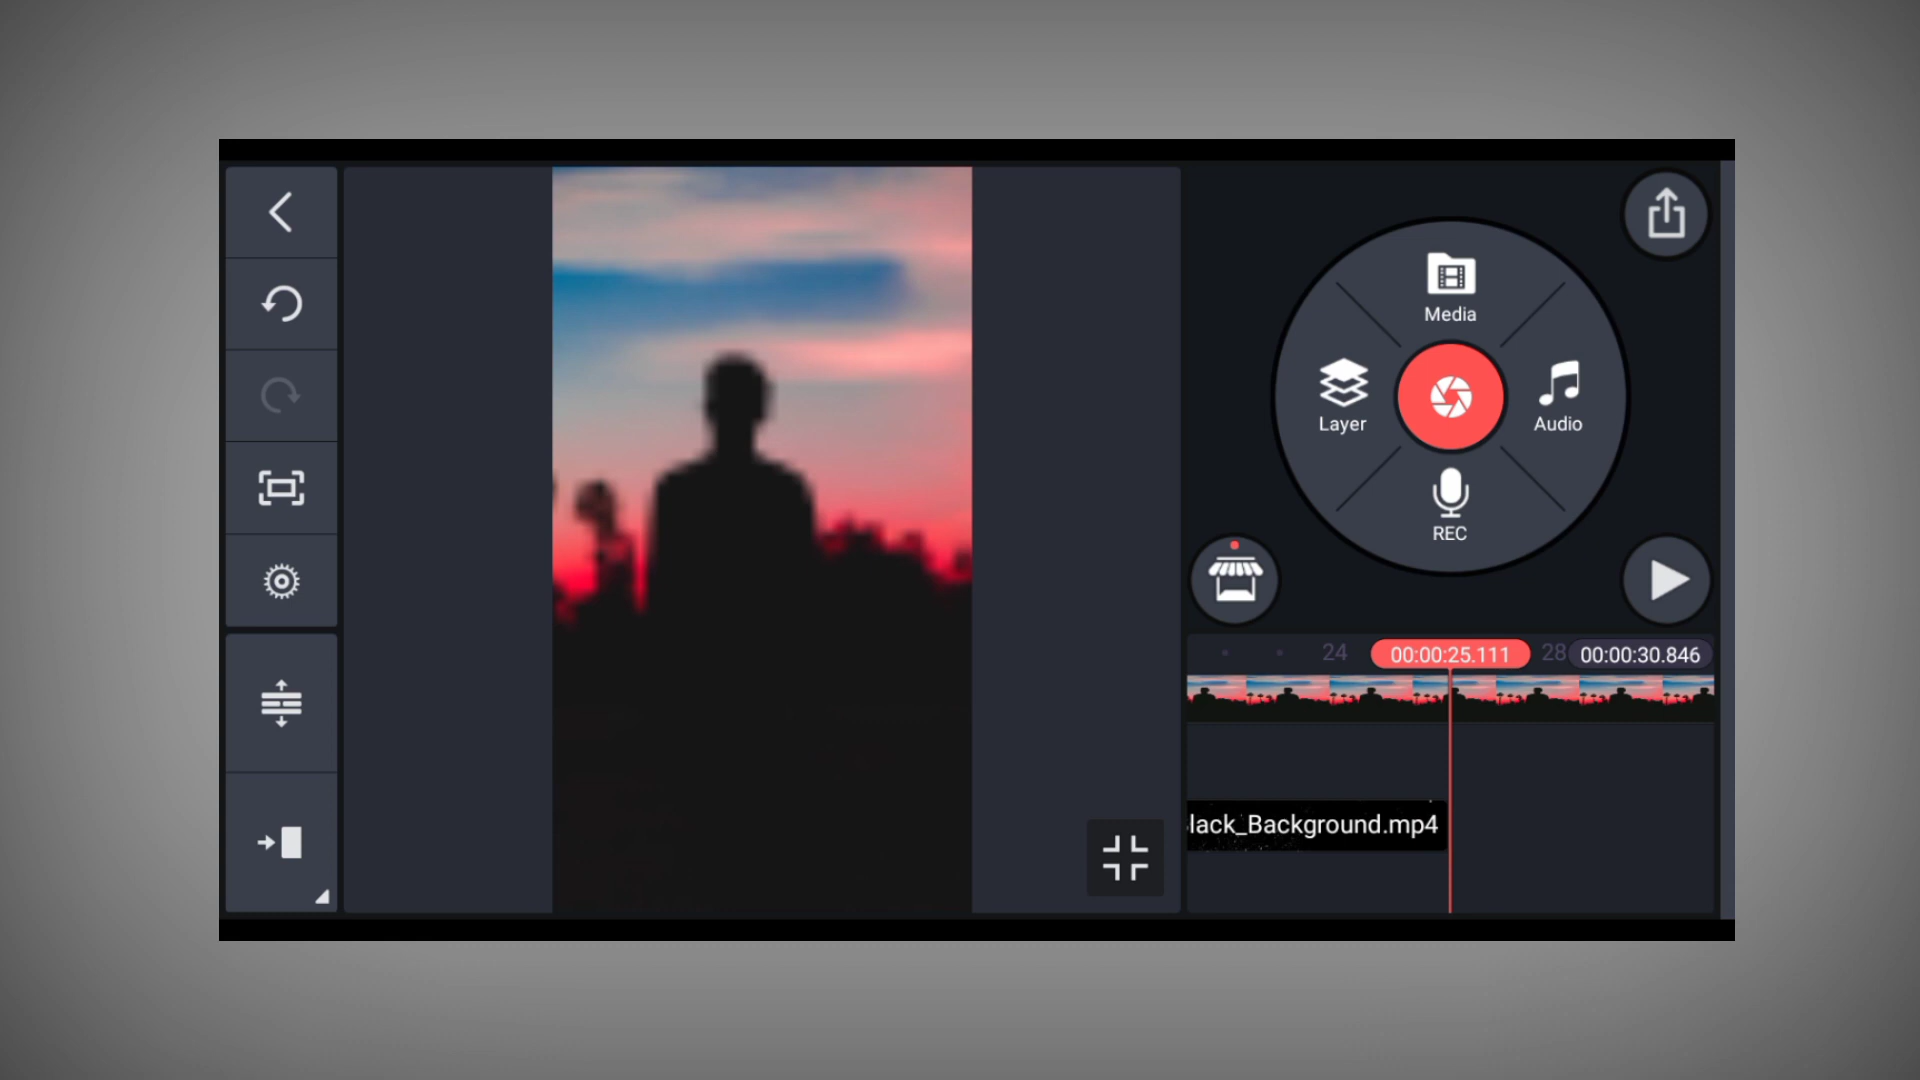 Media
Layer
Audio
REC
24
00:00:25.111
28
00:00:30.846
lack_Background.mp4